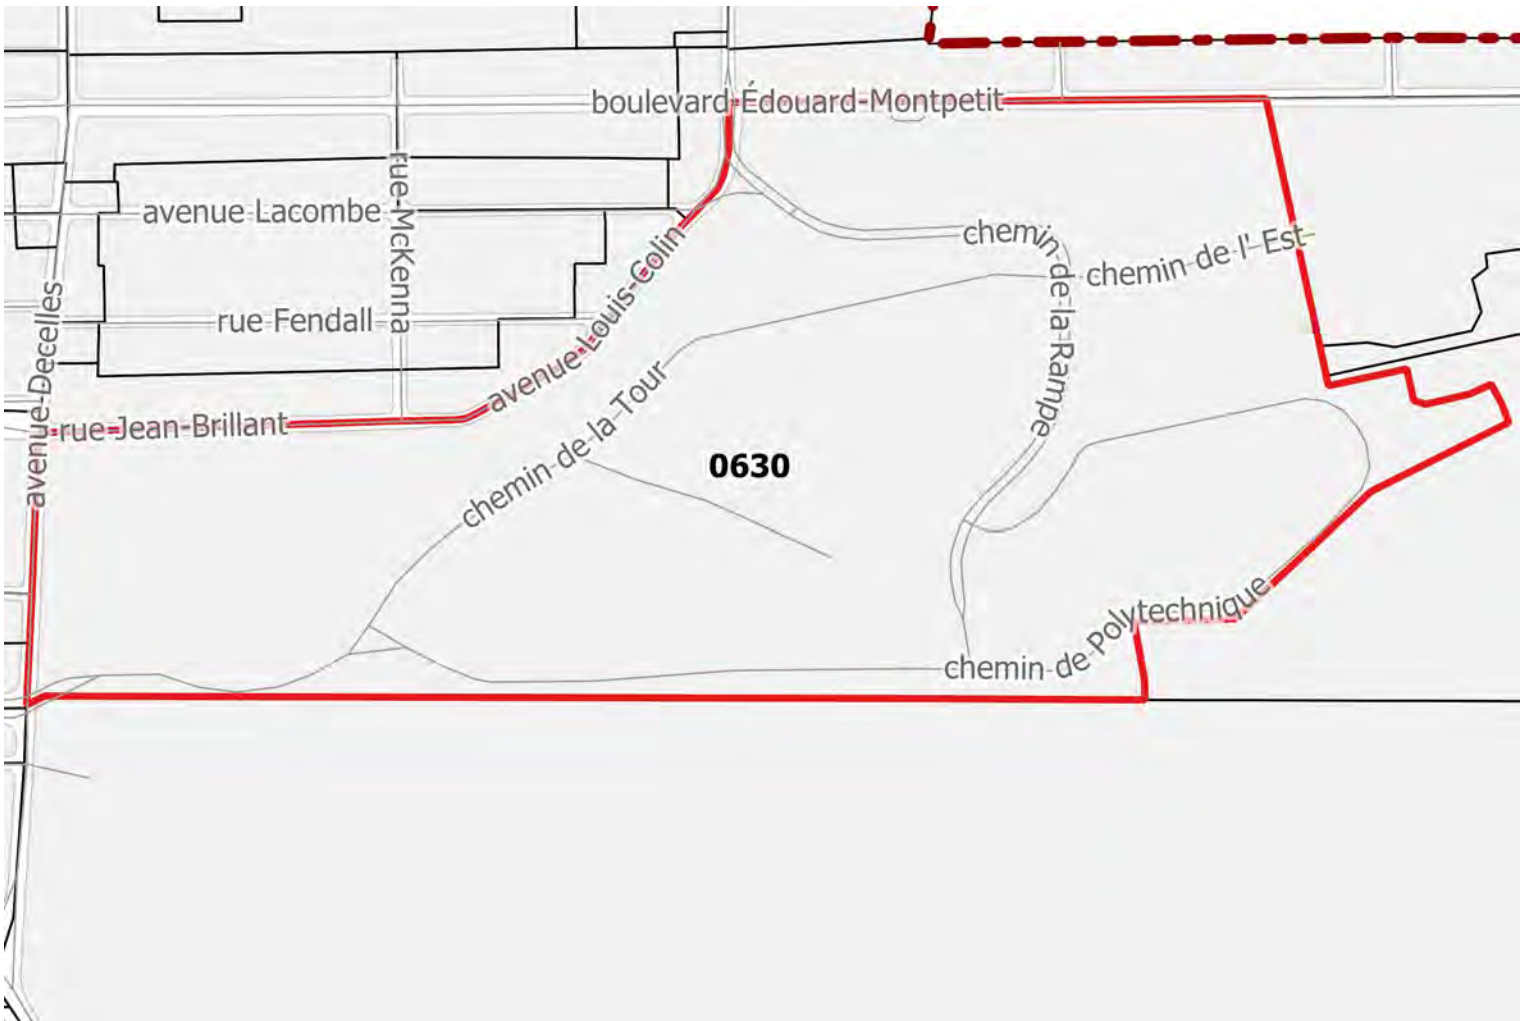 boulevard Édouard-Montpetit
rue McKenna
avenue Lacombe
chemin de la Rampe
chemin de l' Est
avenue Louis-Colin
avenue Decelles
rue Fendall
chemin de la Tour
rue Jean-Brillant
0630
chemin de Polytechnique